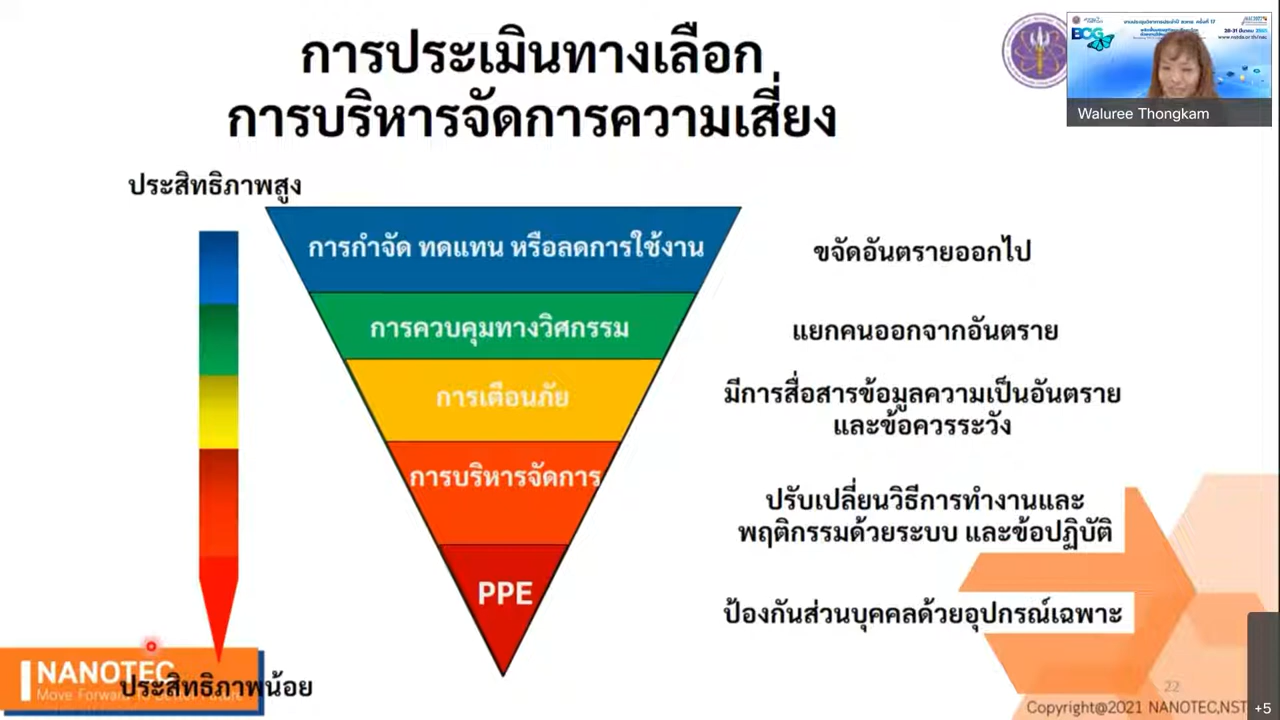 การประเมินทางเลือก
การบริหารจัดการความเสี่ยง
BCG
Waluree Thongkam
ประสิทธิภาพสูง
การกำจัด ทดแทน หรือลดการใช้งาน
ขจัดอันตรายออกไป
การควบคุมทางวิศกรรม
แยกคนออกจากอันตราย
การเตือนภัย
มีการสื่อสารข้อมูลความเป็นอันตราย
และข้อควรระวัง
การบริหารจัดการ
ปรับเปลี่ยนวิธีการทำงานและ
พฤติกรรมด้วยระบบ และข้อปฏิบัติ
PPE
ป้องกันส่วนบุคคลด้วยอุปกรณ์เฉพาะ
NANOTEC
Move Forward To Better Future
ประสิทธิภาพน้อย
22
Copyright@2021 NANOTEC,NST
+5